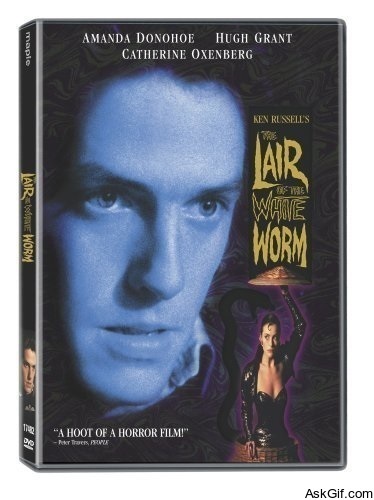 maple
LAIR OF THE WHITE WORM
17482
DVD
AMANDA DONOHOE HUGH GRANT
CATHERINE OXENBERG
KEN RUSSELL'S
THE
LAIR
OF THE
WHITE
WORM
"A HOOT OF A HORROR FILM!"
– Peter Travers, PEOPLE
AskGif.com